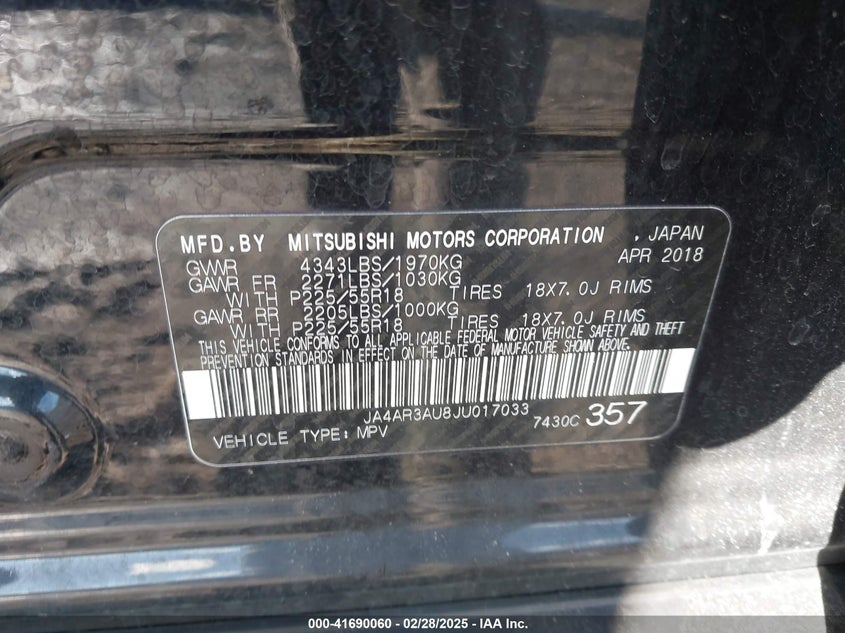 MFD.BY MITSUBISHI MOTORS CORPORATION , JAPAN
GVWR 4343LBS/1970KG APR 2018
GAWR FR 2271LBS/1030KG
WITH P225/55R18 TIRES 18X7.0J RIMS
GAWR RR 2205LBS/1000KG
WITH P225/55R18 TIRES 18X7.0J RIMS
THIS VEHICLE CONFORMS TO ALL APPLICABLE FEDERAL MOTOR VEHICLE SAFETY AND THEFT
PREVENTION STANDARDS IN EFFECT ON THE DATE OF MANUFACTURE SHOWN ABOVE.
JA4AR3AU8JU017033
VEHICLE TYPE: MPV 7430C 357
000-41690060 - 02/28/2025 - IAA Inc.